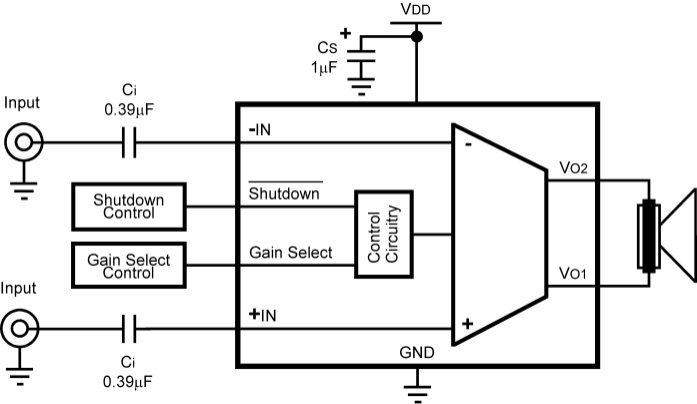 VDD
+
Cs
1µF
Ci
0.39µF
Input
-IN
-
VO2
Shutdown
Shutdown
Control
Control
Circuitry
Gain Select
Gain Select
Control
VO1
Input
+IN
+
GND
Ci
0.39µF